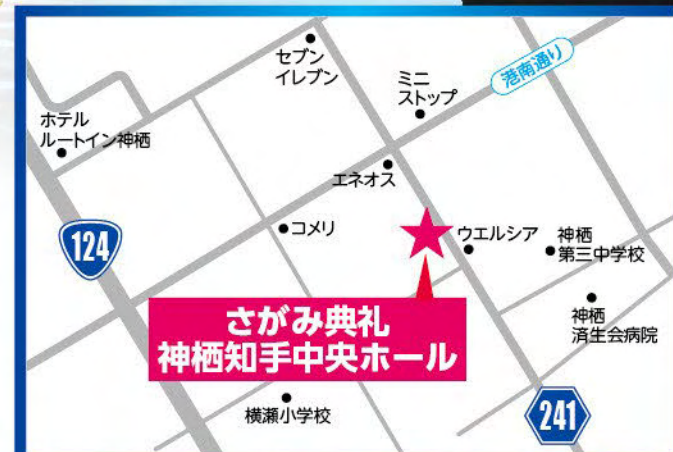 セブン
イレブン
ミニ
ストップ
港南通り
ホテル
ルートイン神栖
エネオス
コメリ
ウエルシア
神栖
第三中学校
124
さがみ典礼
神栖知手中央ホール
神栖
済生会病院
横瀬小学校
241